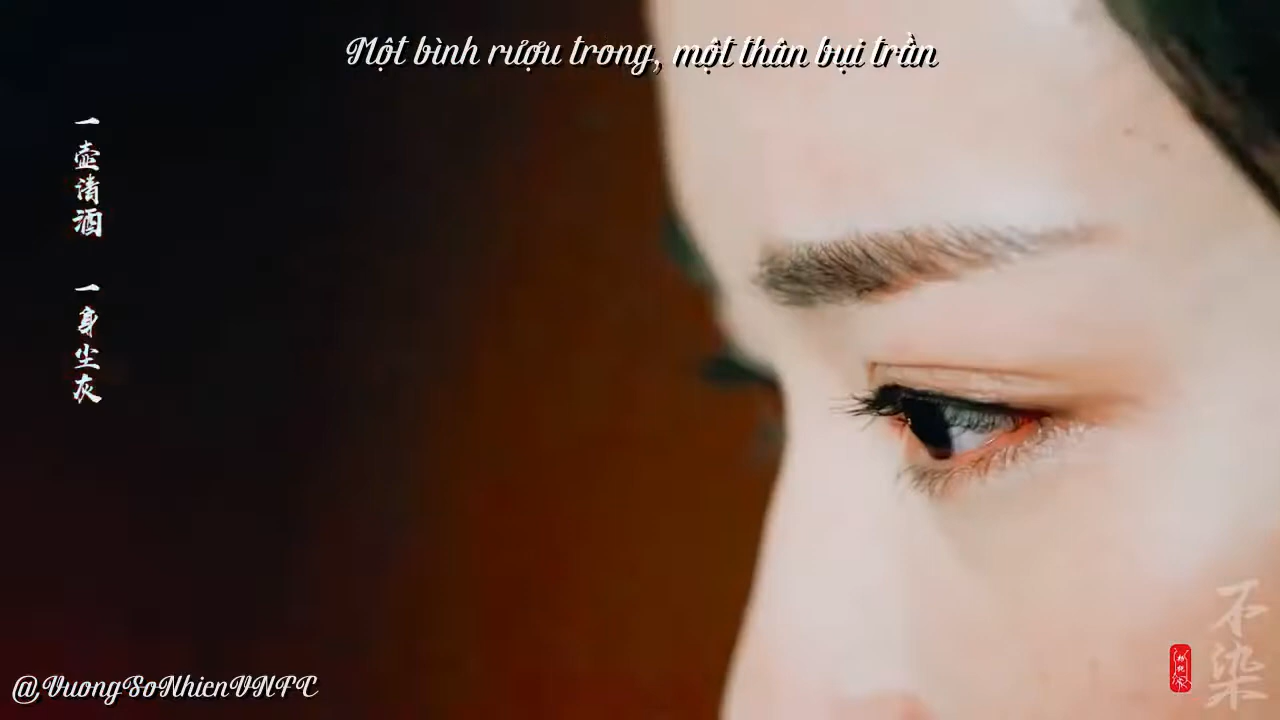 Một bình rượu trong, một thân bụi trần
一壶清酒 一身尘灰
@VuongSoNhienVNFC
不染